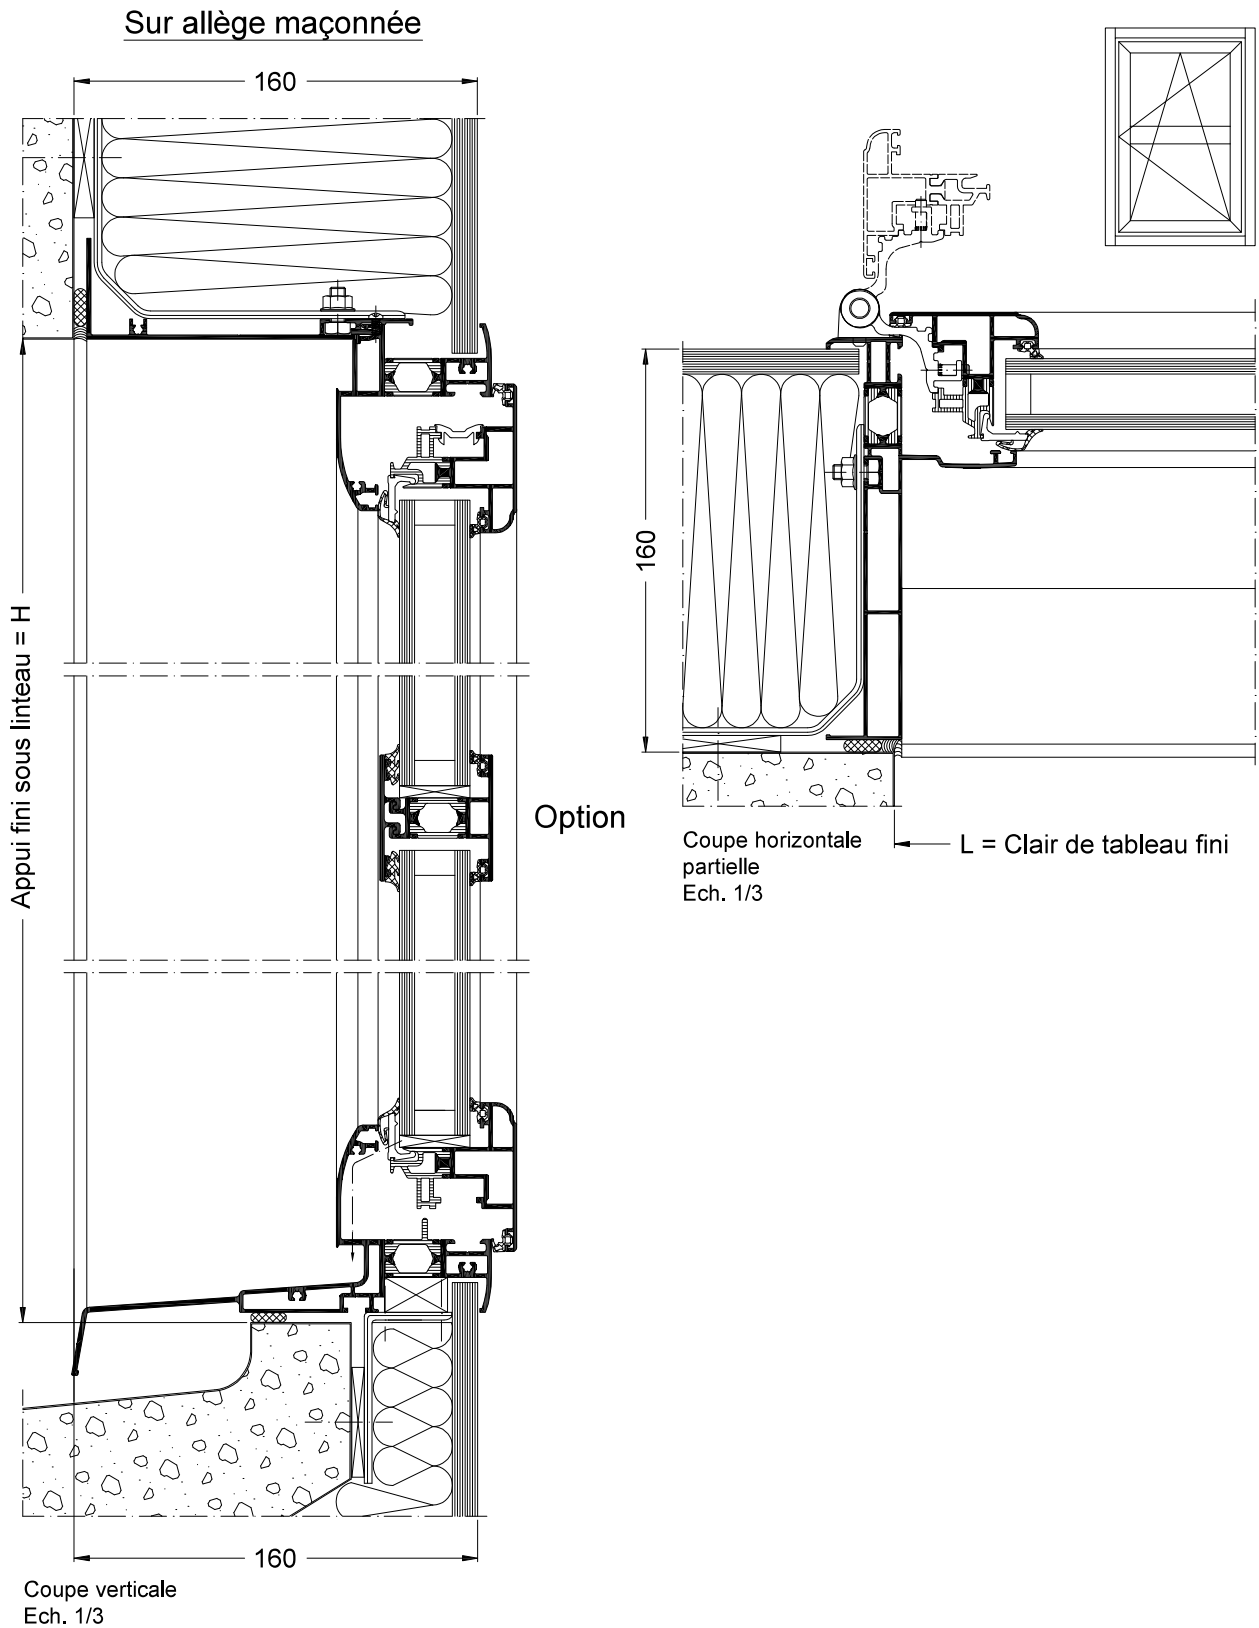 Sur allège maçonnée
160
Appui fini sous linteau = H
160
Option
Coupe horizontale
partielle
Ech. 1/3
L = Clair de tableau fini
160
Coupe verticale
Ech. 1/3